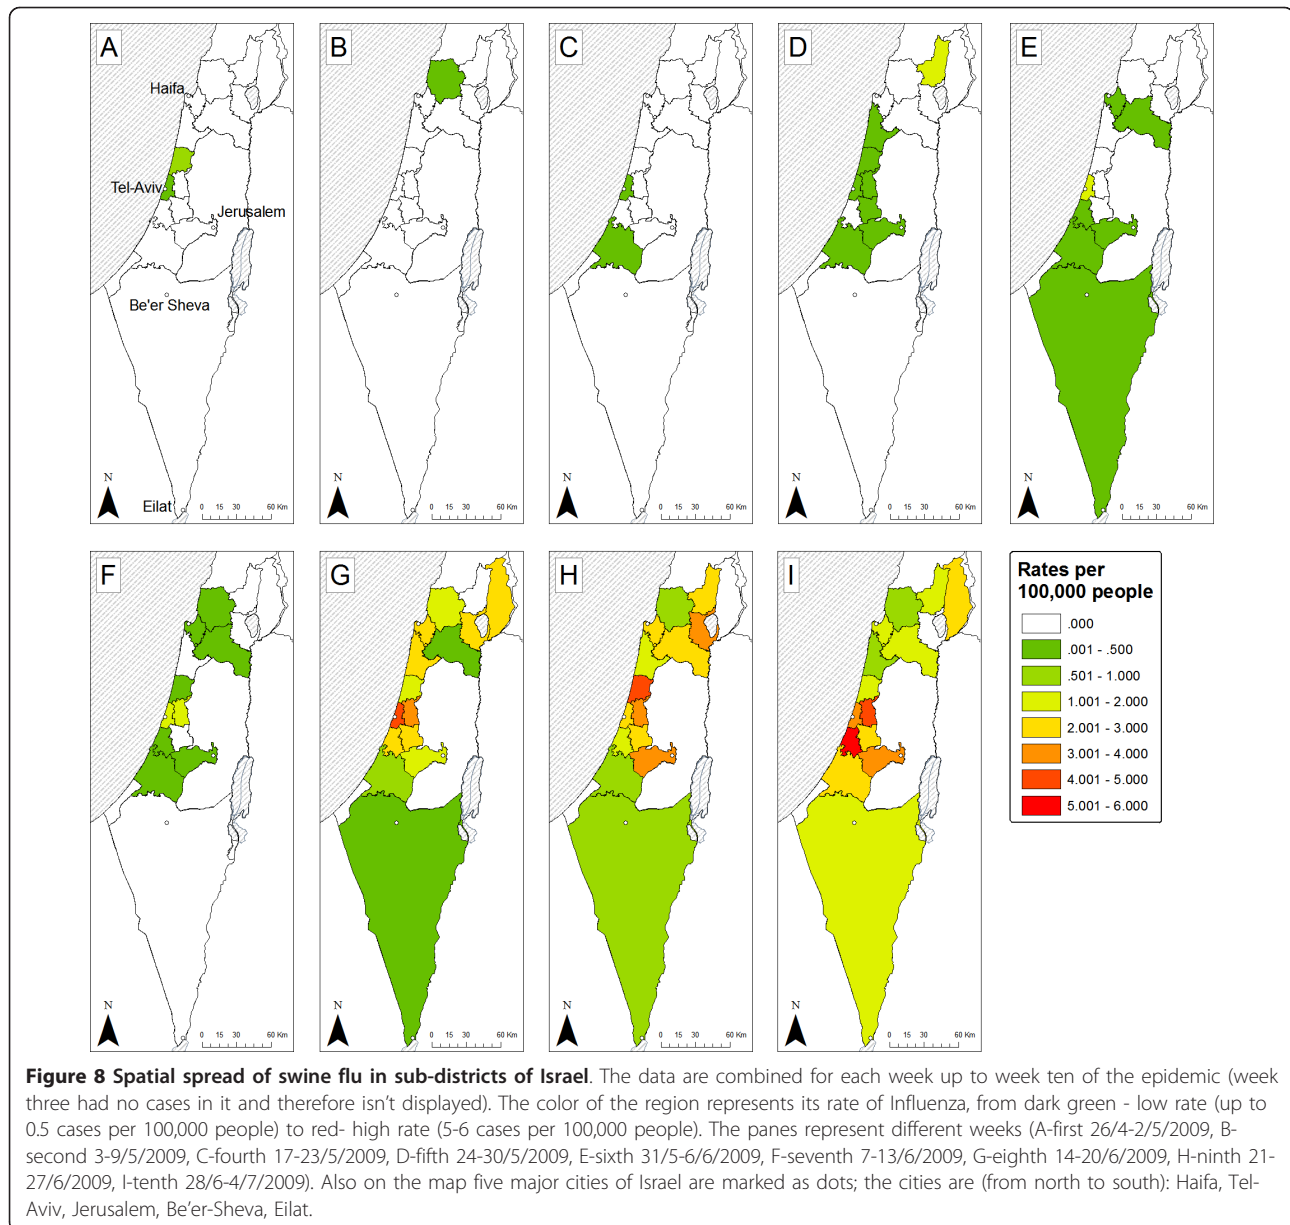 A
Haifa
Tel-Aviv
Jerusalem
Be'er Sheva
Eilat
N
0 15 30 60 Km
B
N
0 15 30 60 Km
C
N
0 15 30 60 Km
D
N
0 15 30 60 Km
E
N
0 15 30 60 Km
F
N
0 15 30 60 Km
G
N
0 15 30 60 Km
H
N
0 15 30 60 Km
I
N
0 15 30 60 Km
Rates per
100,000 people
.000
.001 - .500
.501 - 1.000
1.001 - 2.000
2.001 - 3.000
3.001 - 4.000
4.001 - 5.000
5.001 - 6.000
Figure 8 Spatial spread of swine flu in sub-districts of Israel. The data are combined for each week up to week ten of the epidemic (week
three had no cases in it and therefore isn't displayed). The color of the region represents its rate of Influenza, from dark green - low rate (up to
0.5 cases per 100,000 people) to red- high rate (5-6 cases per 100,000 people). The panes represent different weeks (A-first 26/4-2/5/2009, B-
second 3-9/5/2009, C-fourth 17-23/5/2009, D-fifth 24-30/5/2009, E-sixth 31/5-6/6/2009, F-seventh 7-13/6/2009, G-eighth 14-20/6/2009, H-ninth 21-
27/6/2009, I-tenth 28/6-4/7/2009). Also on the map five major cities of Israel are marked as dots; the cities are (from north to south): Haifa, Tel-
Aviv, Jerusalem, Be'er-Sheva, Eilat.